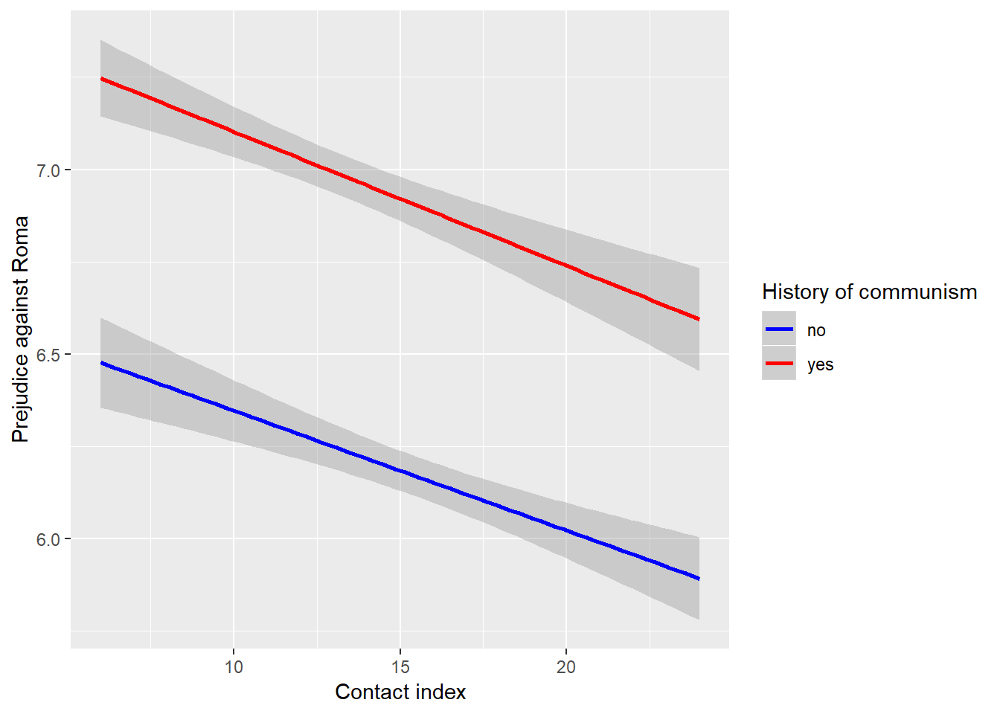 Prejudice against Roma
7.0
6.5
6.0
10
15
20
Contact index
History of communism
no
yes